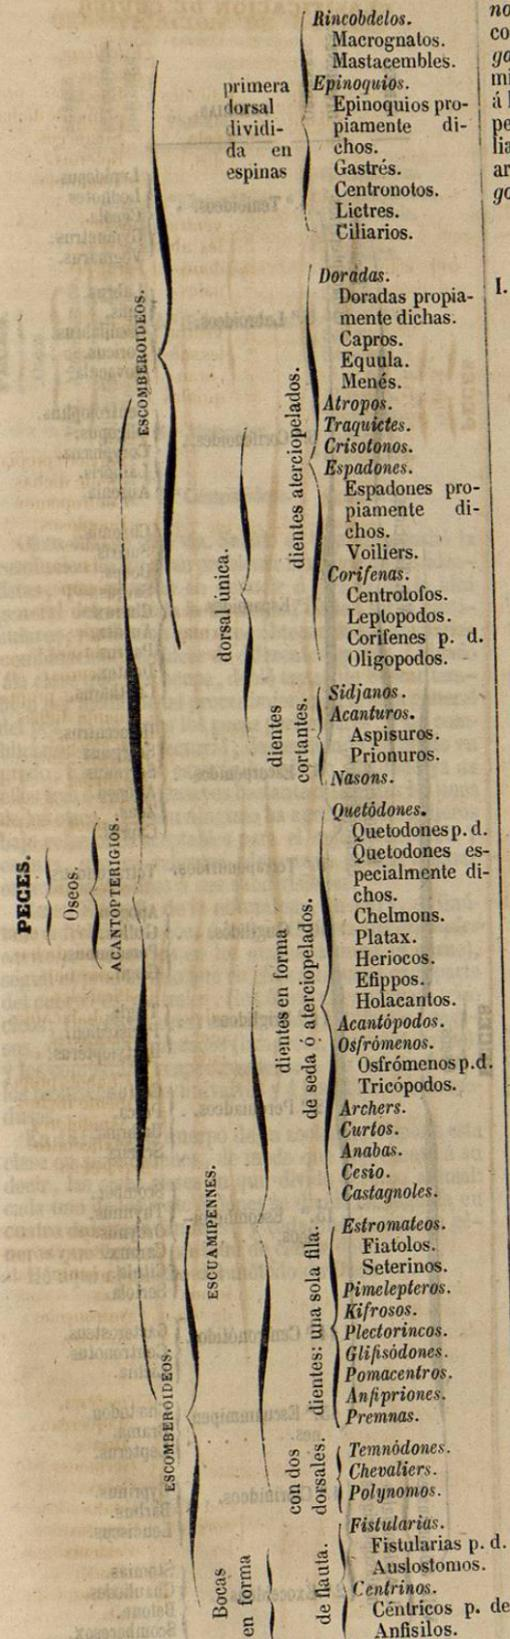 PECES.
Oseos.
ACANTOPTERIGIOS.
ESCOMBEROIDEOS.
primera
dorsal
dividi-
da en
espinas
Rincobdelos.
Macrognatos.
Mastacembles.
Epinoquios.
Epinoquios pro-
piamente di-
chos.
Gastrés.
Centronotos.
Lictres.
Ciliarios.
dorsal única.
dientes aterciopelados.
Doradas.
Doradas propia-
mente dichas.
Capros.
Equula.
Menés.
Atropos.
Traquictes.
Crisotonos.
Espadones.
Espadones pro-
piamente di-
chos.
Voiliers.
Corifenas.
Centrolofos.
Leptopodos.
Corifenes p. d.
Oligopodos.
dientes
cortantes.
Sidjanos.
Acanturos.
Aspisuros.
Prionuros.
Nasons.
ESCOMBEROIDEOS.
ESCUAMIPENNES.
dientes en forma
de seda ó aterciopelados.
Quetódones.
Quetodones p. d.
Quetodones es-
pecialmente di-
chos.
Chelmons.
Platax.
Heriocos.
Efippos.
Holacantos.
Acantópodos.
Osfrómenos.
Osfrómenos p. d.
Tricópodos.
Archers.
Curtos.
Anabas.
Cesio.
Castagnoles.
dientes: una sola fila.
Estromateos.
Fiatolos.
Seterinos.
Pimelepteros.
Kifrosos.
Plectorincos.
Glifisódones.
Pomacentros.
Anfipriones.
Premnas.
con dos
dorsales.
Temnódones.
Chevaliers.
Polynomos.
Bocas
en forma
de flauta.
Fistularias.
Fistularias p. d.
Auslostomos.
Centrinos.
Céntricos p. de
Anfisilos.